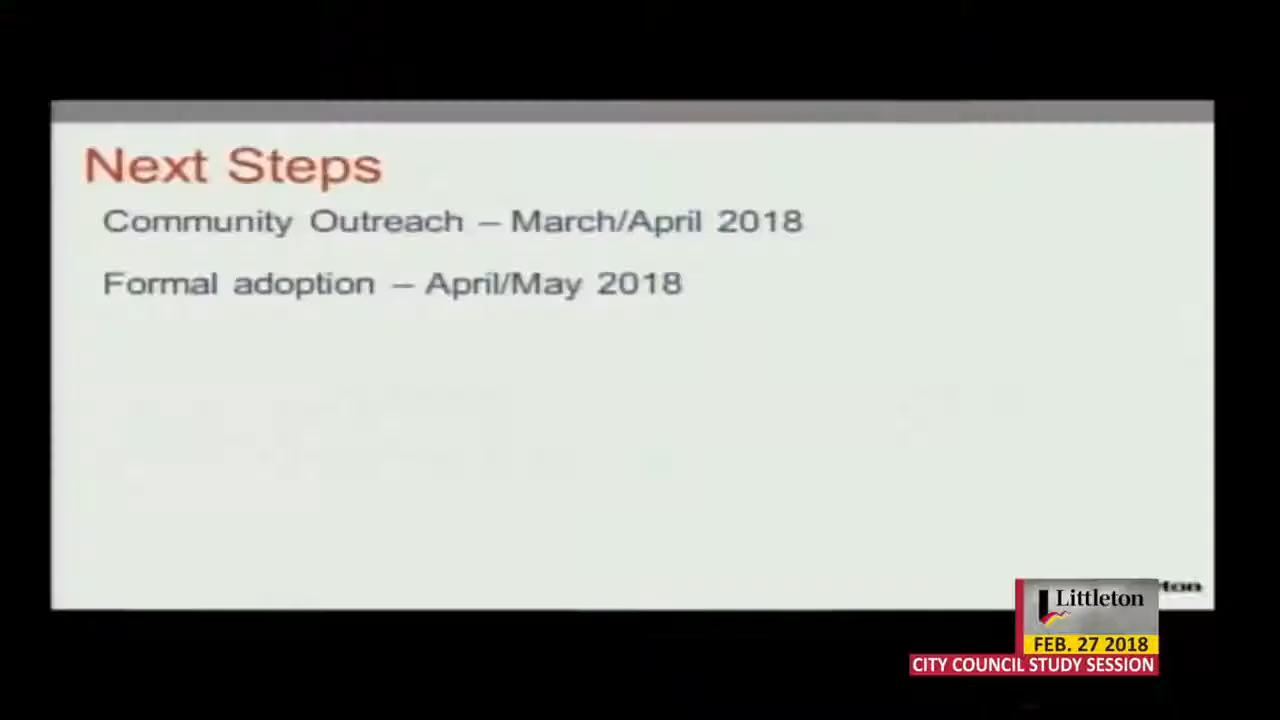 Next Steps
Community Outreach – March/April 2018
Formal adoption – April/May 2018
Littleton
FEB. 27 2018
CITY COUNCIL STUDY SESSION